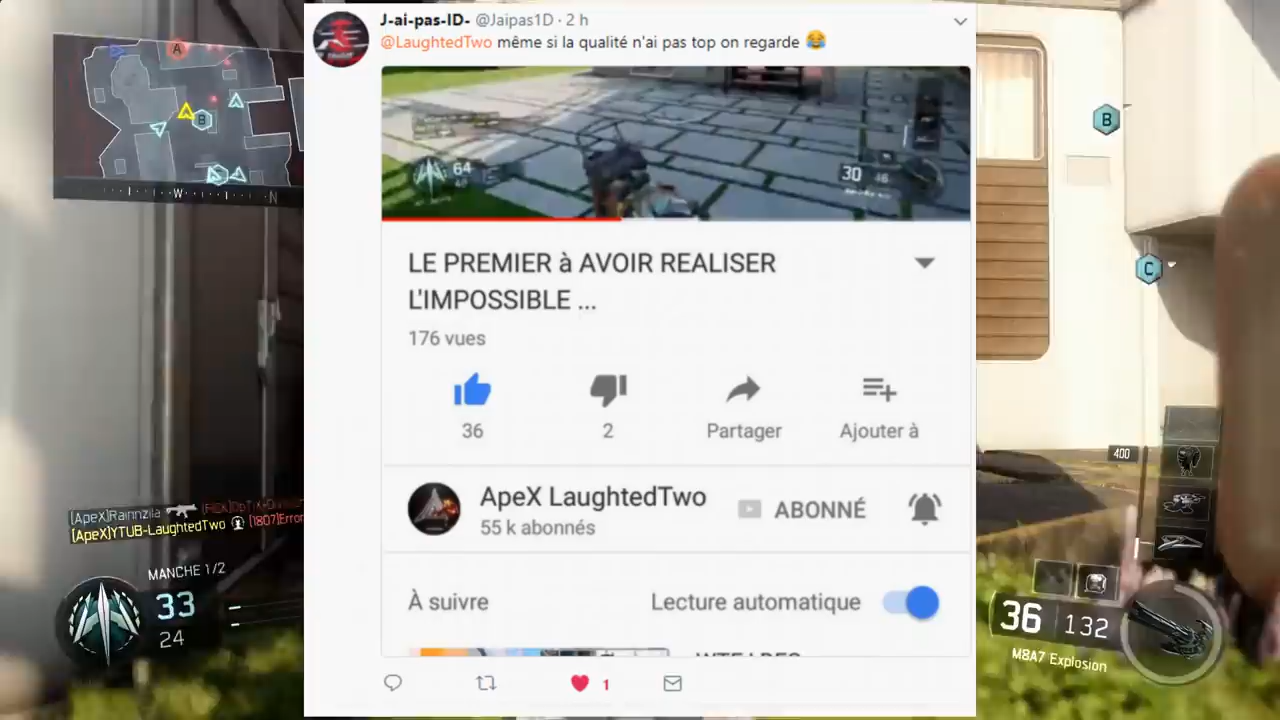 J-ai-pas-ID- @Jaipas1D · 2 h
@LaughtedTwo même si la qualité n'ai pas top on regarde 😂
A
B
W
N
64
30
LE PREMIER à AVOIR REALISER
L'IMPOSSIBLE ...
176 vues
36
2
Partager
Ajouter à
ApeX LaughtedTwo
55 k abonnés
ABONNÉ
À suivre
Lecture automatique
1
[ApeX]Rainnzila
[ApeX]YTUB-LaughtedTwo [1807]Error
MANCHE 1/2
33
24
B
C
400
36 132
M8A7 Explosion